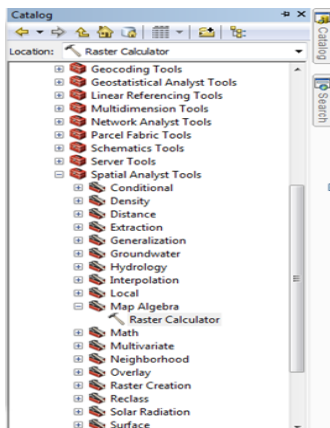 Catalog
Location: Raster Calculator
Geocoding Tools
Geostatistical Analyst Tools
Linear Referencing Tools
Multidimension Tools
Network Analyst Tools
Parcel Fabric Tools
Schematics Tools
Server Tools
Spatial Analyst Tools
Conditional
Density
Distance
Extraction
Generalization
Groundwater
Hydrology
Interpolation
Local
Map Algebra
Raster Calculator
Math
Multivariate
Neighborhood
Overlay
Raster Creation
Reclass
Solar Radiation
Surface
Catalog
Search